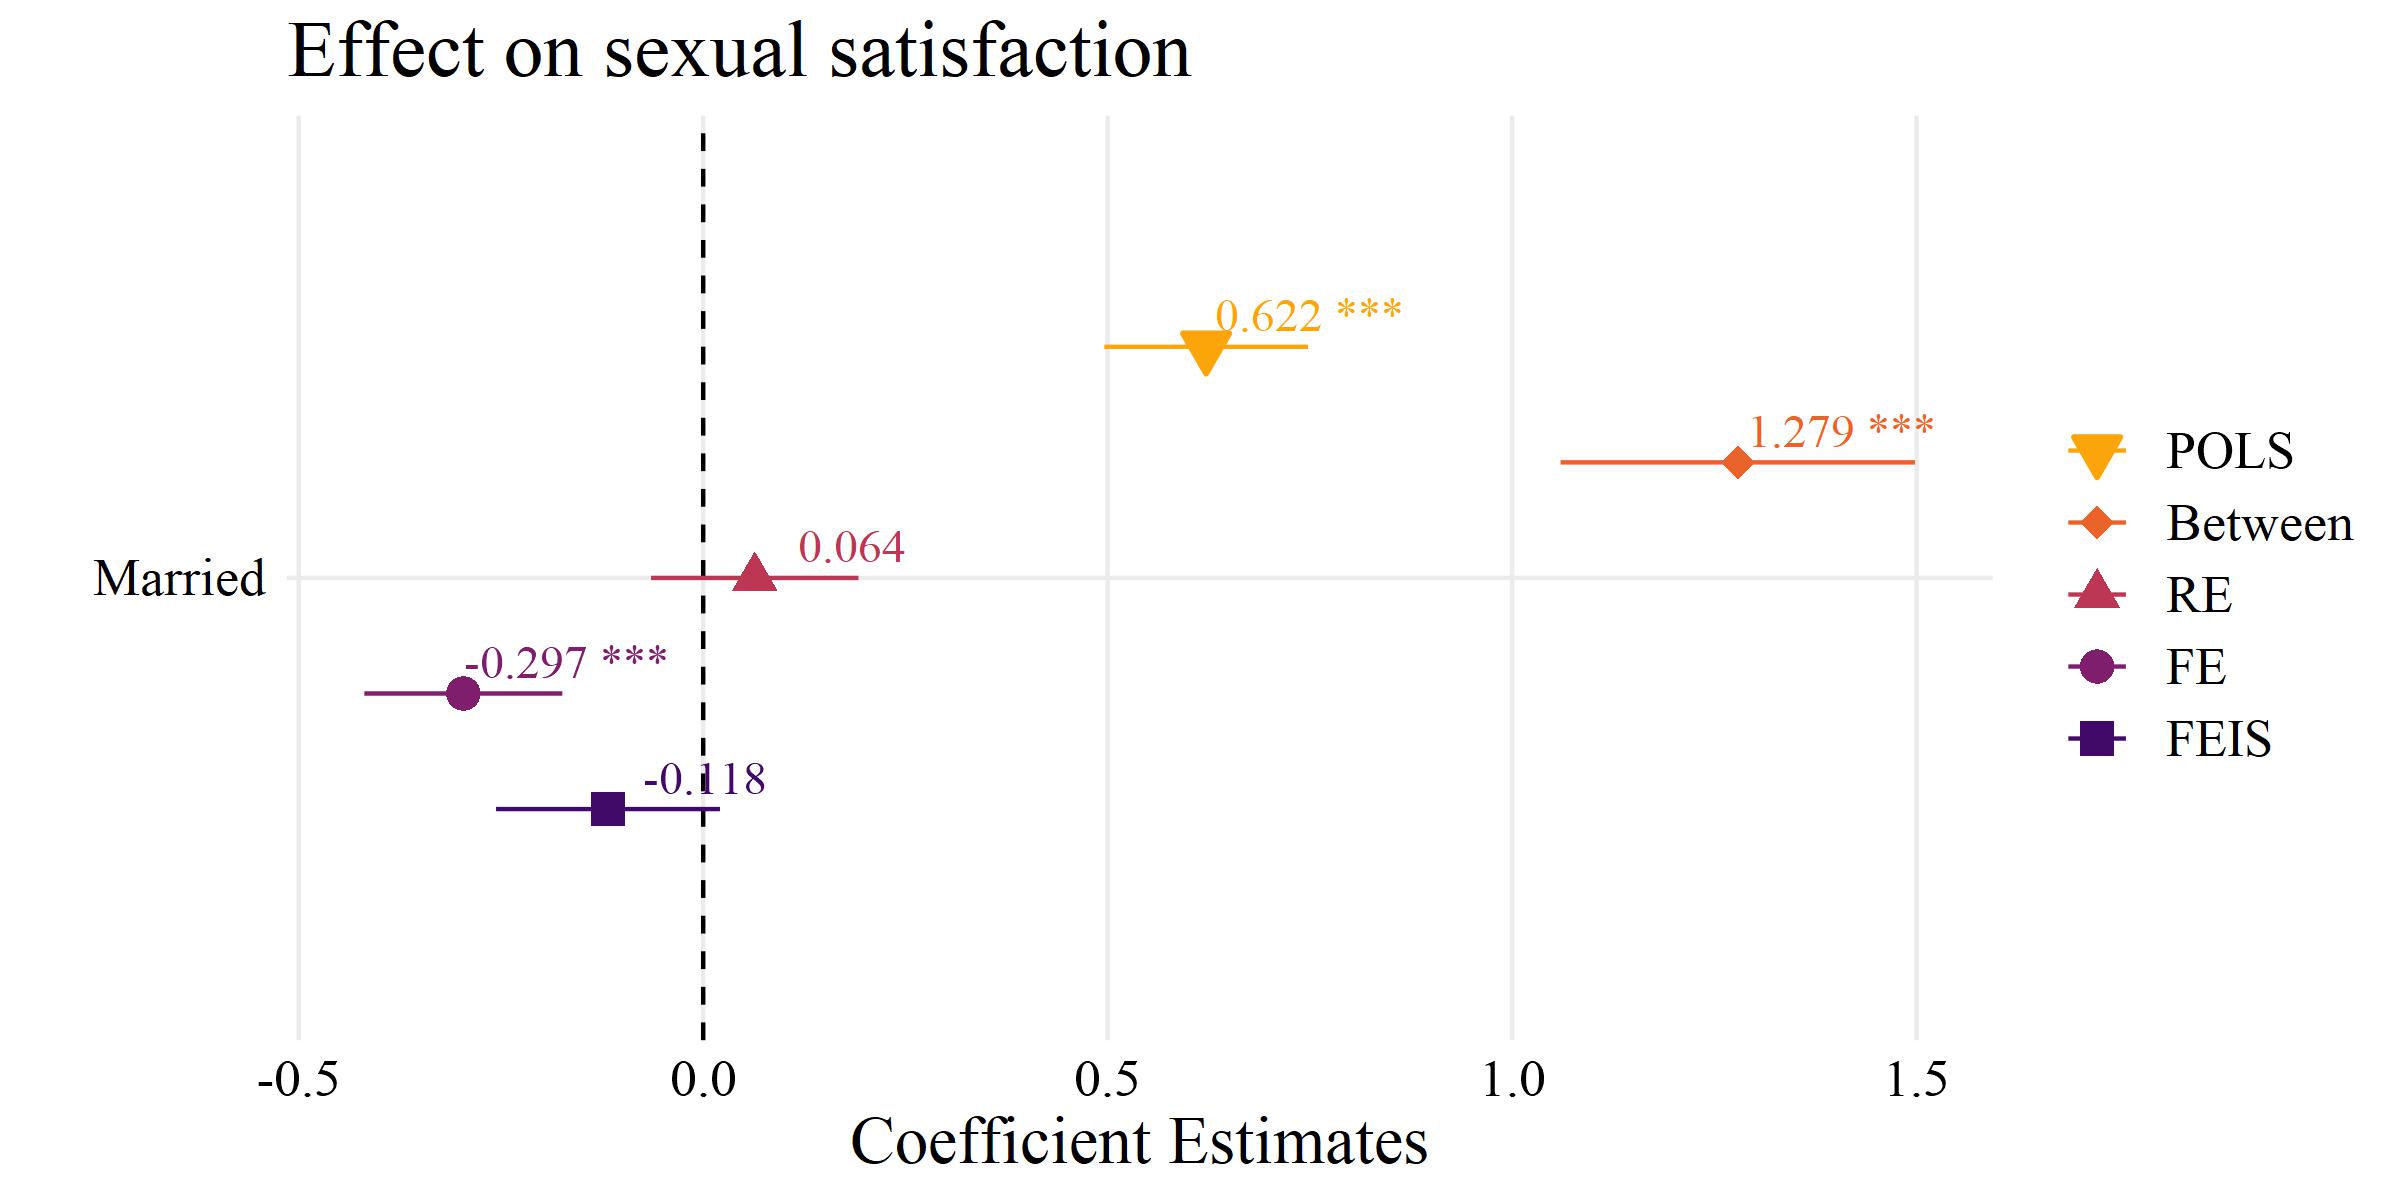 Effect on sexual satisfaction
0.622 ***
1.279 ***
POLS
Between
0.064
Married
RE
-0.297 ***
FE
-0.118
FEIS
-0.5 0.0 0.5 1.0 1.5
Coefficient Estimates